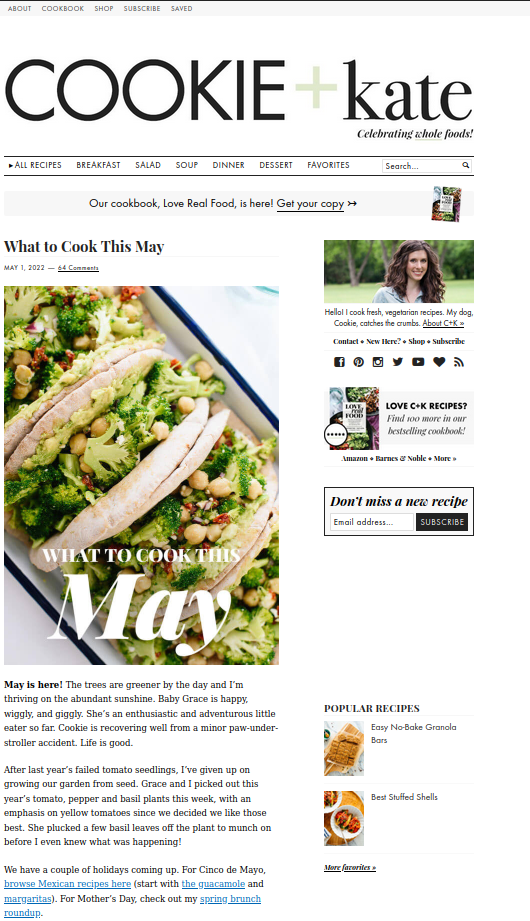 ABOUT COOKBOOK SHOP SUBSCRIBE SAVED
COOKIE+kate
Celebrating whole foods!
▸ALL RECIPES BREAKFAST SALAD SOUP DINNER DESSERT FAVORITES Search...
Our cookbook, Love Real Food, is here! Get your copy ↣
What to Cook This May
MAY 1, 2022 — 64 Comments
WHAT TO COOK THIS
May
May is here! The trees are greener by the day and I'm
thriving on the abundant sunshine. Baby Grace is happy,
wiggly, and giggly. She's an enthusiastic and adventurous little
eater so far. Cookie is recovering well from a minor paw-under-
stroller accident. Life is good.
After last year's failed tomato seedlings, I've given up on
growing our garden from seed. Grace and I picked out this
year's tomato, pepper and basil plants this week, with an
emphasis on yellow tomatoes since we decided we like those
best. She plucked a few basil leaves off the plant to munch on
before I even knew what was happening!
We have a couple of holidays coming up. For Cinco de Mayo,
browse Mexican recipes here (start with the guacamole and
margaritas). For Mother's Day, check out my spring brunch
roundup.
Hello! I cook fresh, vegetarian recipes. My dog,
Cookie, catches the crumbs. About C+K »
Contact ⬥ New Here? ⬥ Shop ⬥ Subscribe
LOVE real FOOD
LOVE C+K RECIPES?
Find 100 more in our
bestselling cookbook!
Amazon ⬥ Barnes & Noble ⬥ More »
Don't miss a new recipe
Email address... SUBSCRIBE
POPULAR RECIPES
Easy No-Bake Granola
Bars
Best Stuffed Shells
More favorites »